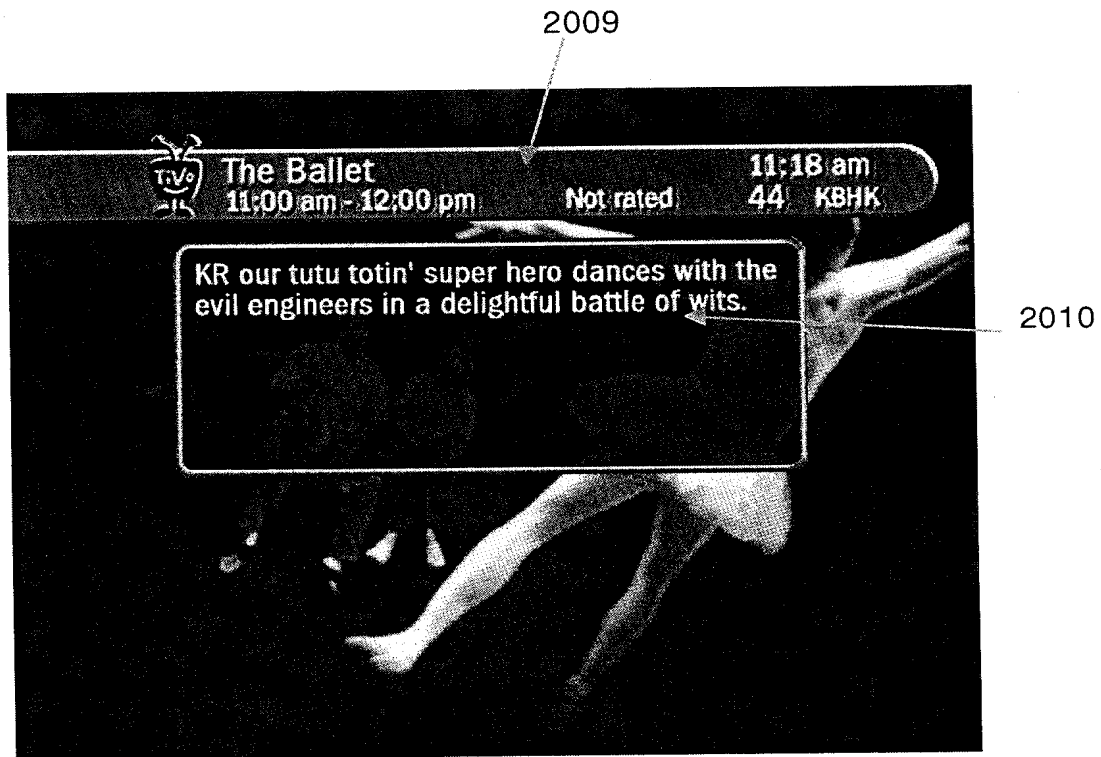 2009
TiVo The Ballet 11:18 am
11:00 am - 12:00 pm Not rated 44 KBHK
KR our tutu totin' super hero dances with the
evil engineers in a delightful battle of wits.
2010